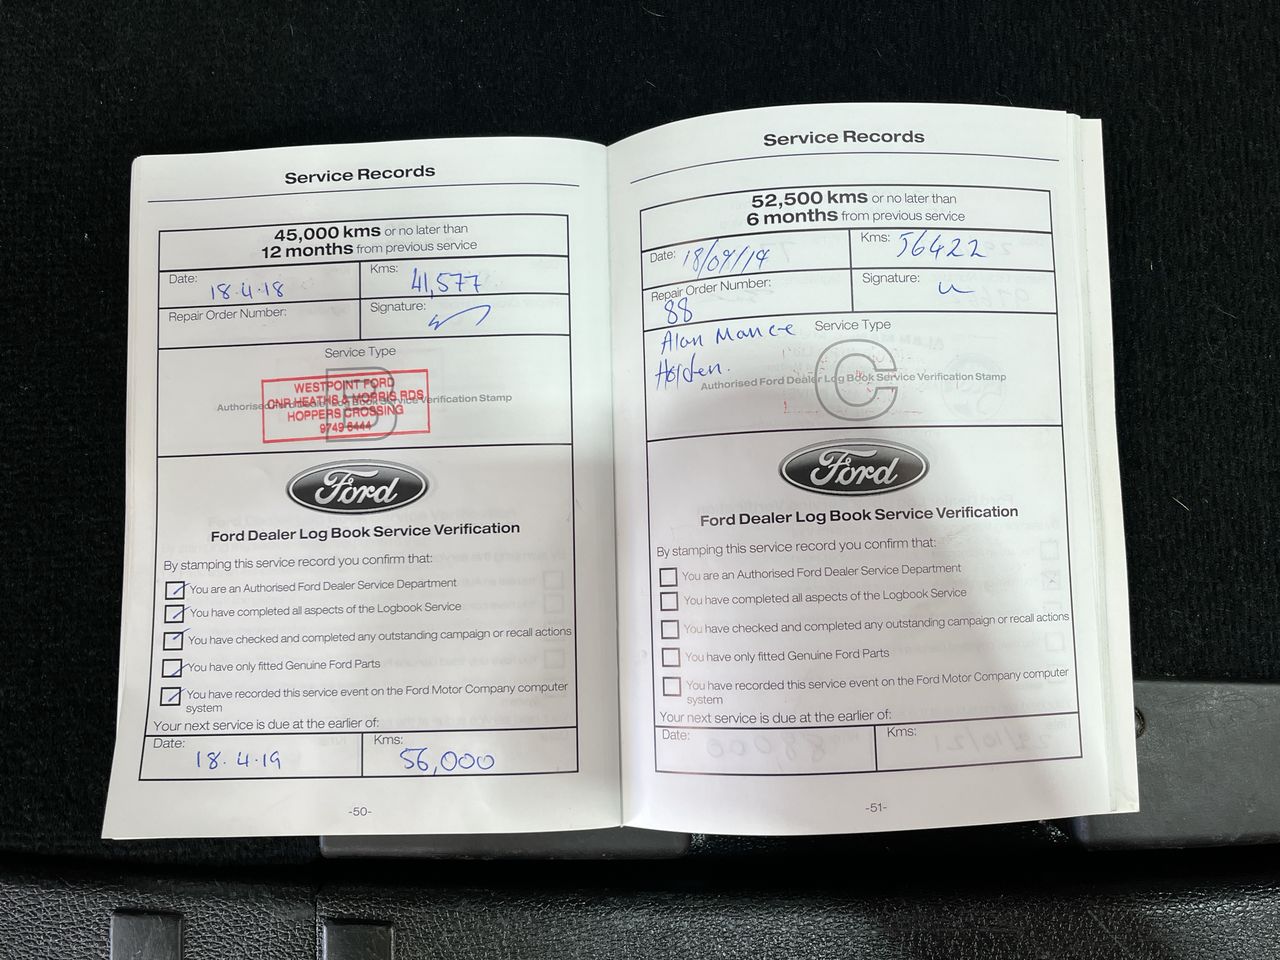 Service Records
45,000 kms or no later than
12 months from previous service
Date: 18.4.18
Kms: 41,577
Repair Order Number:
Signature:
Service Type
B
Authorised Ford Dealer Log Book Service Verification Stamp
WESTPOINT FORD
CNR HEATHS & MORRIS RDS
HOPPERS CROSSING
9749 6444
Ford
Ford Dealer Log Book Service Verification
By stamping this service record you confirm that:
You are an Authorised Ford Dealer Service Department
You have completed all aspects of the Logbook Service
You have checked and completed any outstanding campaign or recall actions
You have only fitted Genuine Ford Parts
You have recorded this service event on the Ford Motor Company computer
system
Your next service is due at the earlier of:
Date: 18.4.19
Kms: 56,000
-50-
Service Records
52,500 kms or no later than
6 months from previous service
Date: 18/09/19
Kms: 56422
Repair Order Number:
88
Signature:
Alan Mance
Holden.
Service Type
C
Authorised Ford Dealer Log Book Service Verification Stamp
Ford
Ford Dealer Log Book Service Verification
By stamping this service record you confirm that:
You are an Authorised Ford Dealer Service Department
You have completed all aspects of the Logbook Service
You have checked and completed any outstanding campaign or recall actions
You have only fitted Genuine Ford Parts
You have recorded this service event on the Ford Motor Company computer
system
Your next service is due at the earlier of:
Date:
Kms:
-51-